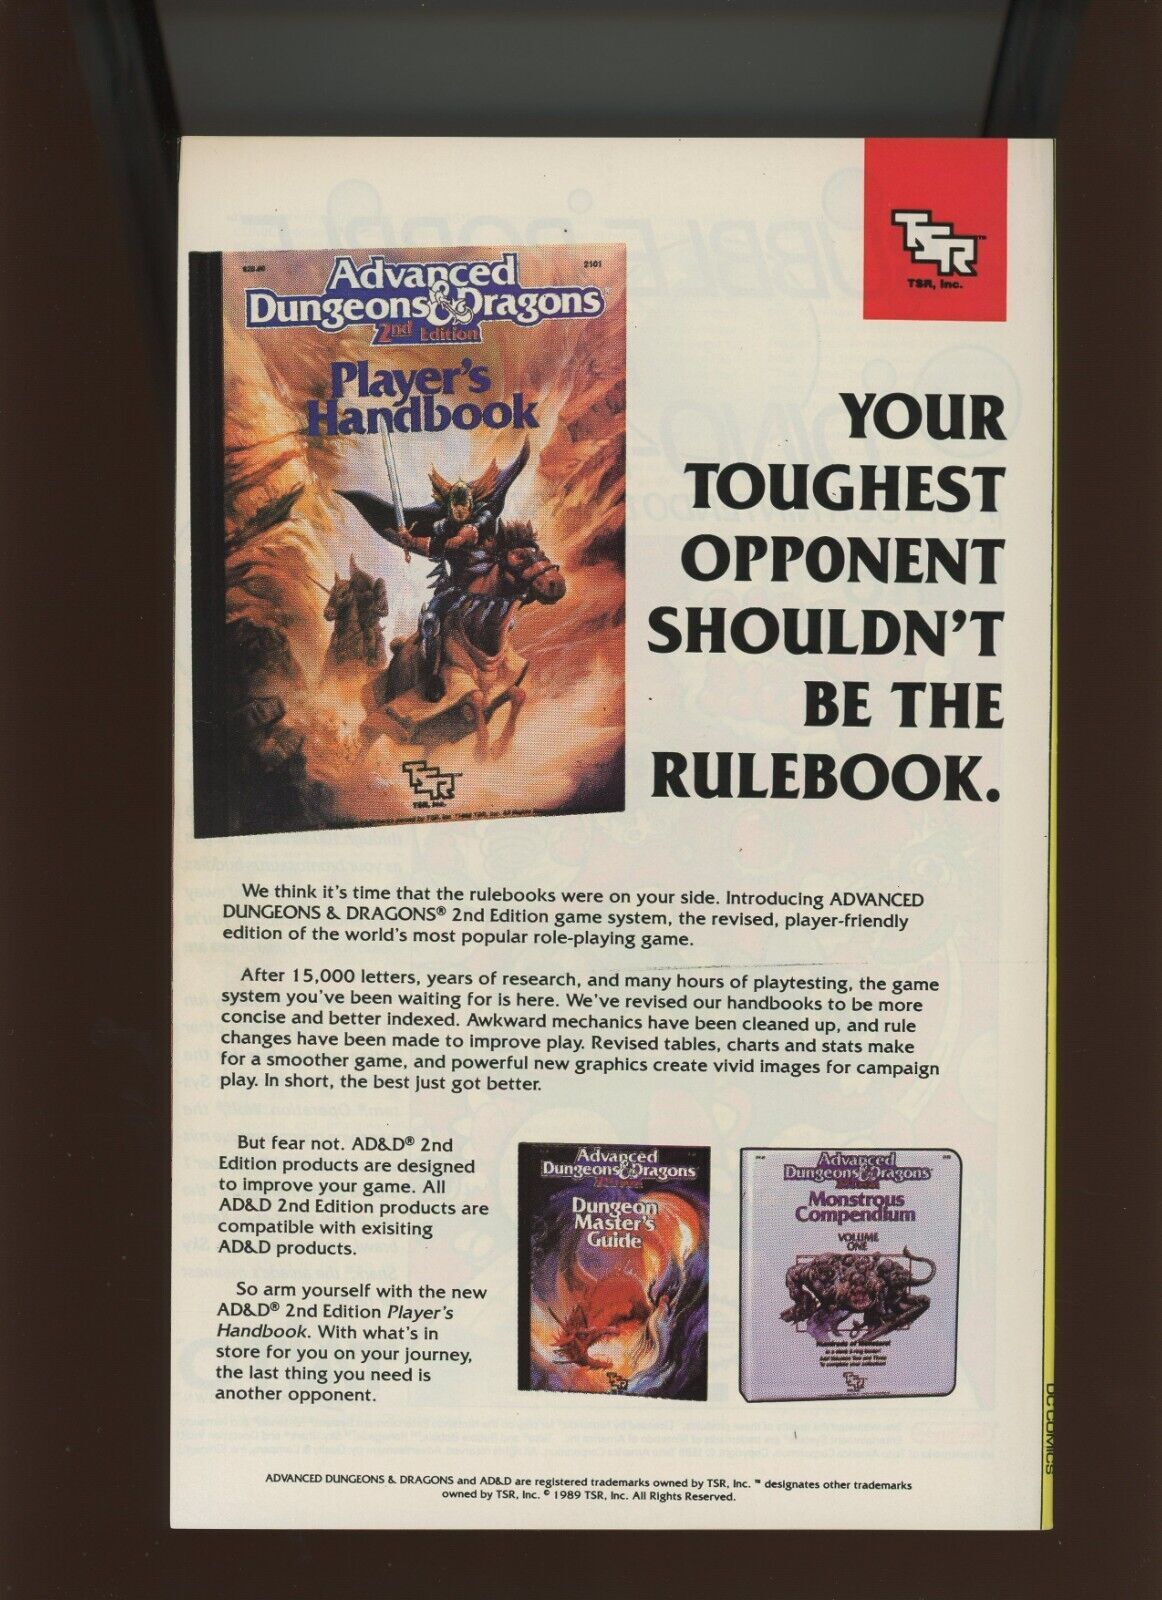 TSR™
TSR, Inc.
$20.00
2101
Advanced
Dungeons & Dragons™
2nd Edition
Player's
Handbook
TSR™
TSR, Inc.
YOUR
TOUGHEST
OPPONENT
SHOULDN'T
BE THE
RULEBOOK.
We think it's time that the rulebooks were on your side. Introducing ADVANCED
DUNGEONS & DRAGONS® 2nd Edition game system, the revised, player-friendly
edition of the world's most popular role-playing game.
After 15,000 letters, years of research, and many hours of playtesting, the game
system you've been waiting for is here. We've revised our handbooks to be more
concise and better indexed. Awkward mechanics have been cleaned up, and rule
changes have been made to improve play. Revised tables, charts and stats make
for a smoother game, and powerful new graphics create vivid images for campaign
play. In short, the best just got better.
But fear not. AD&D® 2nd
Edition products are designed
to improve your game. All
AD&D 2nd Edition products are
compatible with exisiting
AD&D products.
So arm yourself with the new
AD&D® 2nd Edition Player's
Handbook. With what's in
store for you on your journey,
the last thing you need is
another opponent.
Advanced
Dungeons & Dragons
2nd Edition
Dungeon
Master's
Guide
TSR
Advanced
Dungeons & Dragons
2nd Edition
Monstrous
Compendium
VOLUME
ONE
TSR
DC COMICS
ADVANCED DUNGEONS & DRAGONS and AD&D are registered trademarks owned by TSR, Inc. ™ designates other trademarks
owned by TSR, Inc. © 1989 TSR, Inc. All Rights Reserved.